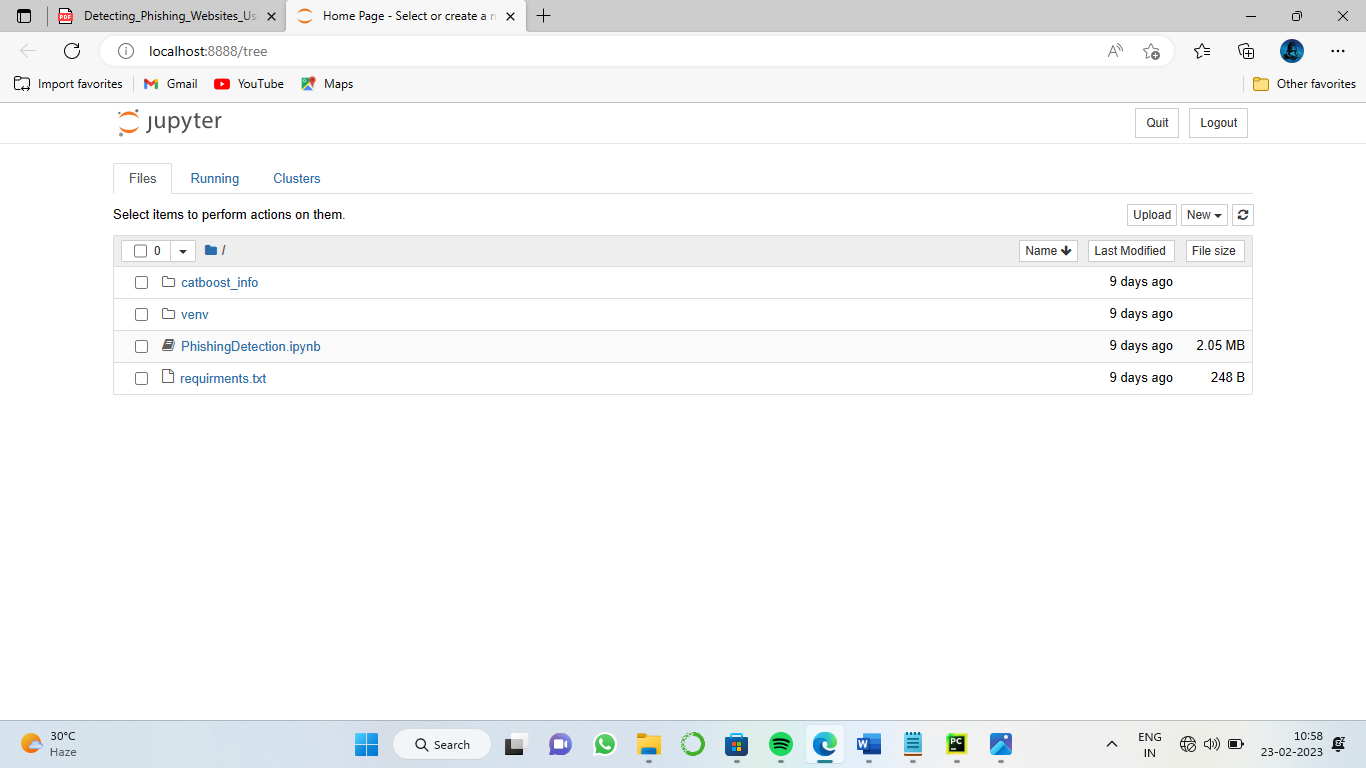 Detecting_Phishing_Websites_Us
Home Page - Select or create a n
localhost:8888/tree
Import favorites
Gmail
YouTube
Maps
Other favorites
jupyter
Quit
Logout
Files
Running
Clusters
Select items to perform actions on them.
Upload
New
0
/
Name
Last Modified
File size
catboost_info
9 days ago
venv
9 days ago
PhishingDetection.ipynb
9 days ago
2.05 MB
requirments.txt
9 days ago
248 B
30°C
Haze
Search
ENG
IN
10:58
23-02-2023